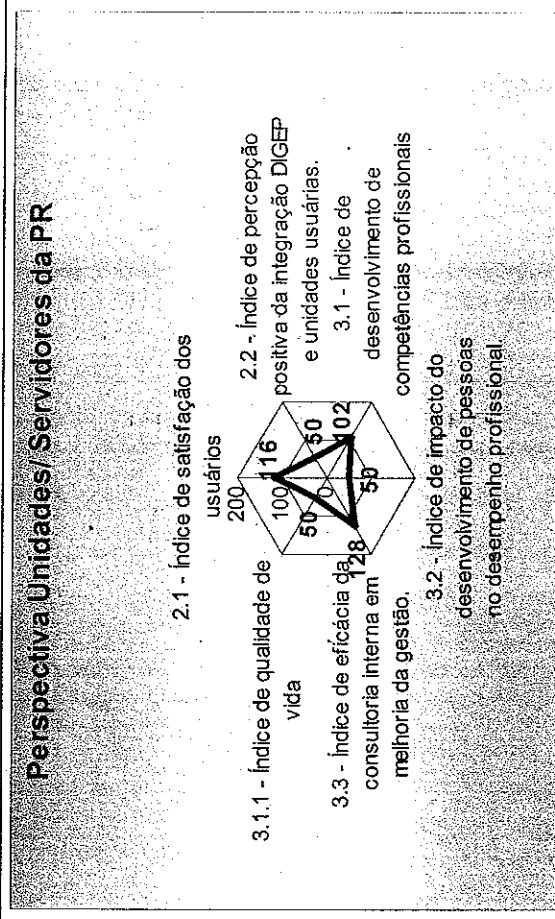 Perspectiva Unidades/ Servidores da PR
2.1 - Índice de satisfação dos
usuários
200
116
100
0
50
50
102
50
128
2.2 - Índice de percepção
positiva da integração DIGEP
e unidades usuárias.
3.1 - Índice de
desenvolvimento de
competências profissionais
3.2 - Índice de impacto do
desenvolvimento de pessoas
no desempenho profissional
3.3 - Índice de eficácia da
consultoria interna em
melhoria da gestão.
3.1.1 - Índice de qualidade de
vida